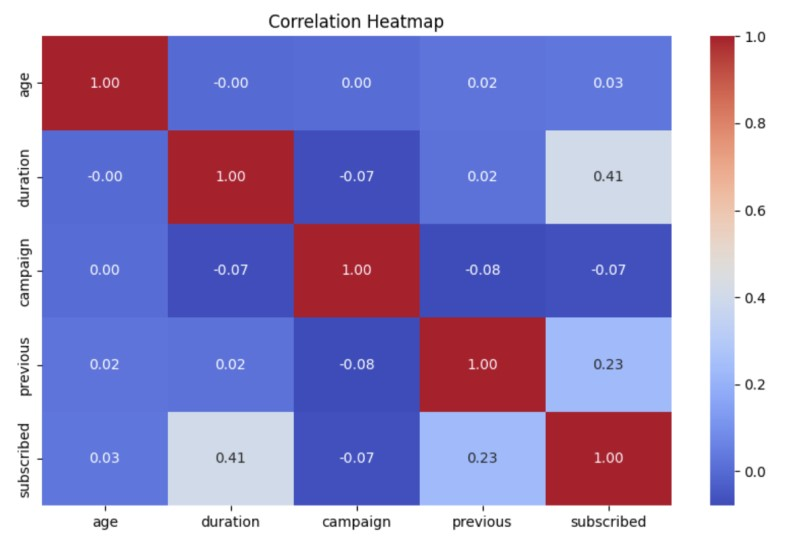 Correlation Heatmap
age 1.00 -0.00 0.00 0.02 0.03
duration -0.00 1.00 -0.07 0.02 0.41
campaign 0.00 -0.07 1.00 -0.08 -0.07
previous 0.02 0.02 -0.08 1.00 0.23
subscribed 0.03 0.41 -0.07 0.23 1.00
age duration campaign previous subscribed
1.0
0.8
0.6
0.4
0.2
0.0